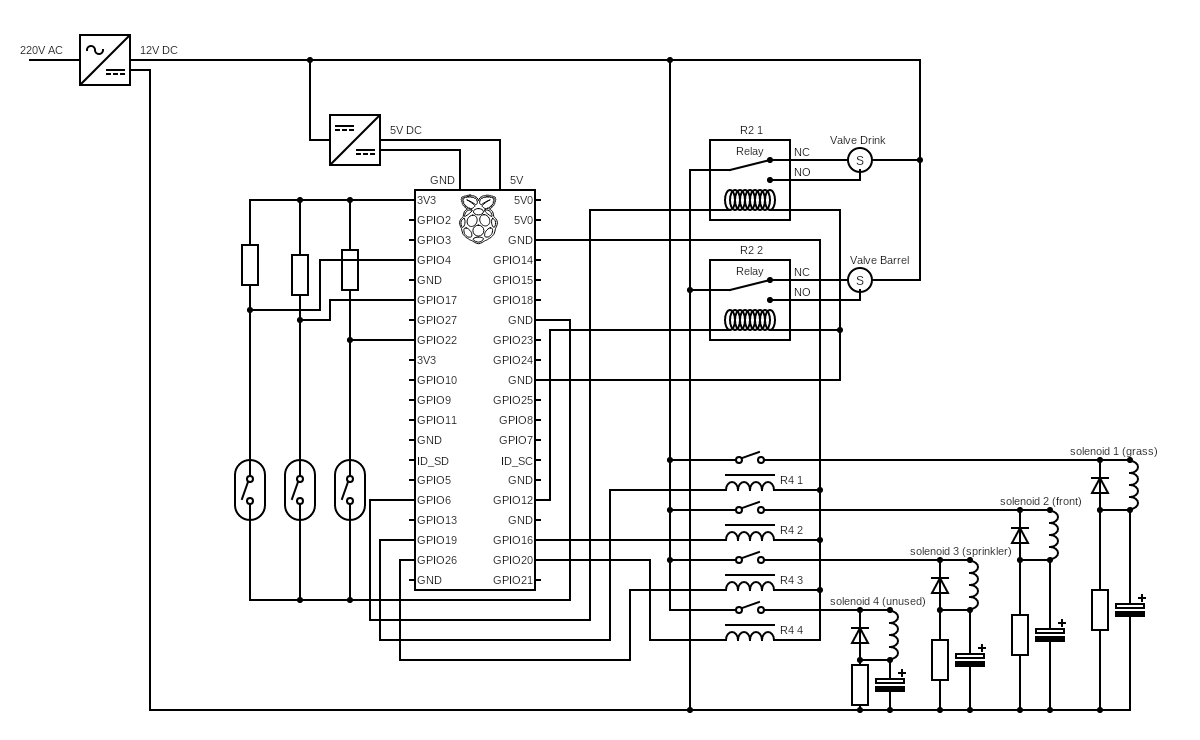 220V AC
12V DC
5V DC
GND
5V
3V3
5V0
GPIO2
5V0
GPIO3
GND
GPIO4
GPIO14
GND
GPIO15
GPIO17
GPIO18
GPIO27
GND
GPIO22
GPIO23
3V3
GPIO24
GPIO10
GND
GPIO9
GPIO25
GPIO11
GPIO8
GND
GPIO7
ID_SD
ID_SC
GPIO5
GND
GPIO6
GPIO12
GPIO13
GND
GPIO19
GPIO16
GPIO26
GPIO20
GND
GPIO21
R2 1
Relay
NC
NO
Valve Drink
S
R2 2
Relay
NC
NO
Valve Barrel
S
R4 1
R4 2
R4 3
R4 4
solenoid 1 (grass)
solenoid 2 (front)
solenoid 3 (sprinkler)
solenoid 4 (unused)
+
+
+
+